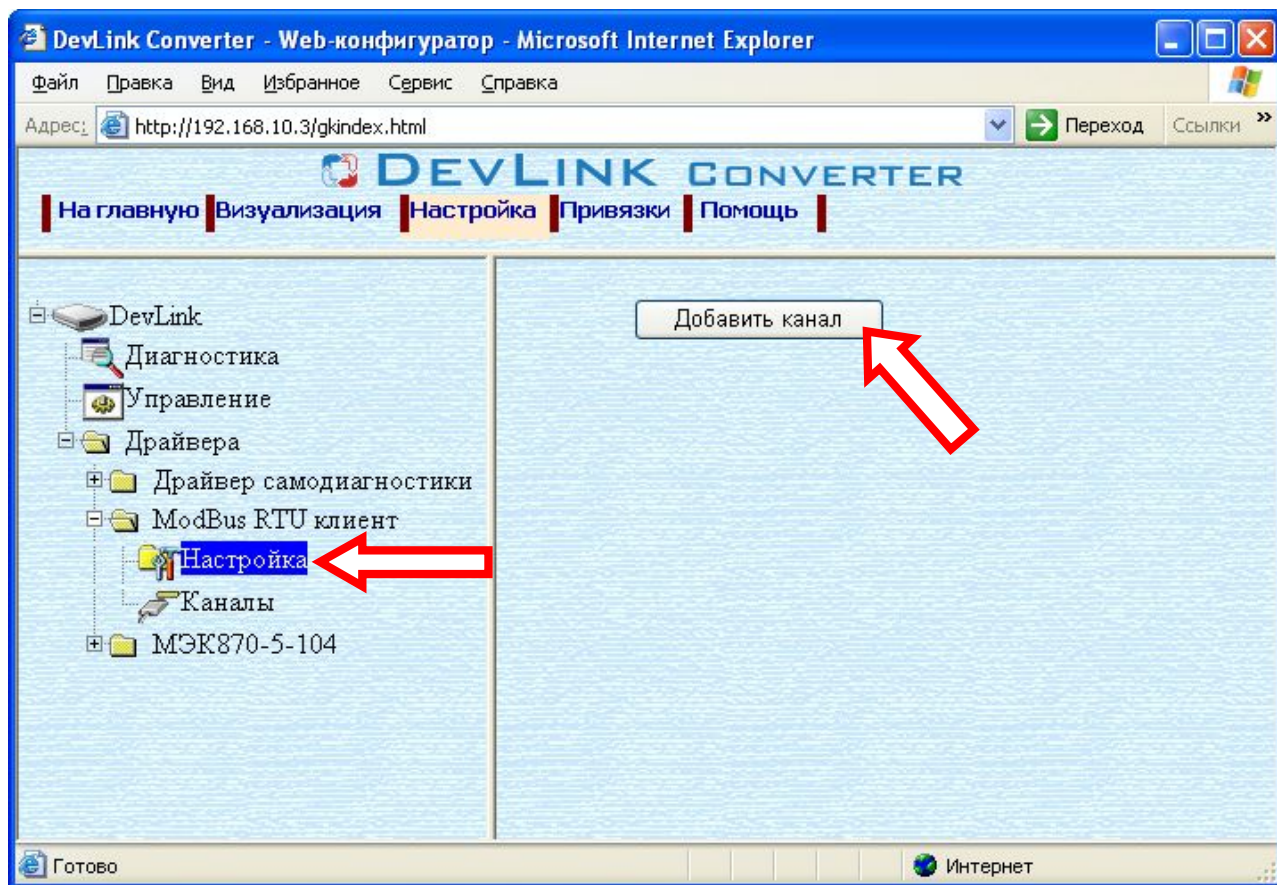 DevLink Converter - Web-конфигуратор - Microsoft Internet Explorer
Файл Правка Вид Избранное Сервис Справка
Адрес: http://192.168.10.3/gkindex.html Переход Ссылки »
DEVLINK CONVERTER
На главную Визуализация Настройка Привязки Помощь
DevLink
Диагностика
Управление
Драйвера
Драйвер самодиагностики
ModBus RTU клиент
Настройка
Каналы
МЭК870-5-104
Добавить канал
Готово Интернет